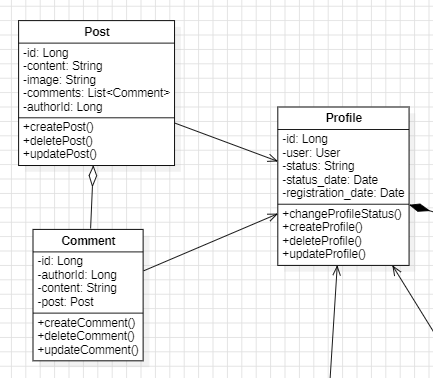 Post
-id: Long
-content: String
-image: String
-comments: List<Comment>
-authorId: Long
+createPost()
+deletePost()
+updatePost()
Profile
-id: Long
-user: User
-status: String
-status_date: Date
-registration_date: Date
+changeProfileStatus()
+createProfile()
+deleteProfile()
+updateProfile()
Comment
-id: Long
-authorId: Long
-content: String
-post: Post
+createComment()
+deleteComment()
+updateComment()